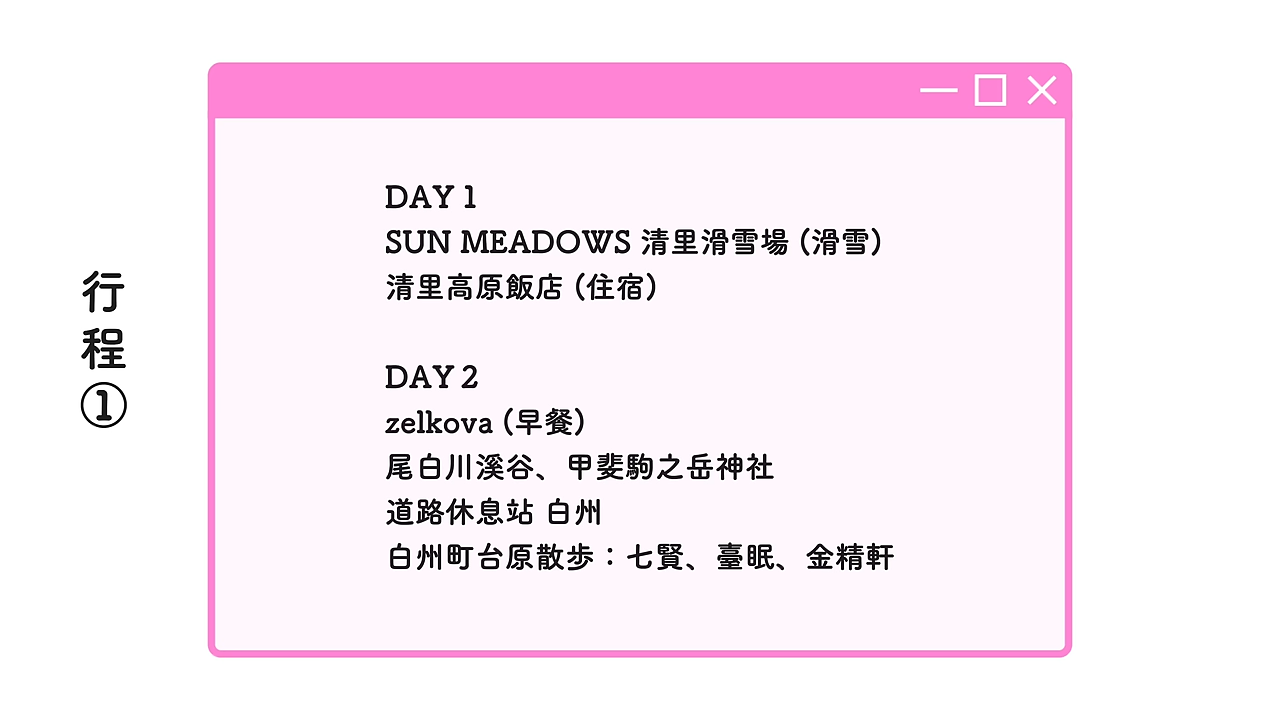 行程①
DAY 1
SUN MEADOWS 清里滑雪場 (滑雪)
清里高原飯店 (住宿)
DAY 2
zelkova (早餐)
尾白川溪谷、甲斐駒之岳神社
道路休息站 白州
白州町台原散歩：七賢、臺眠、金精軒